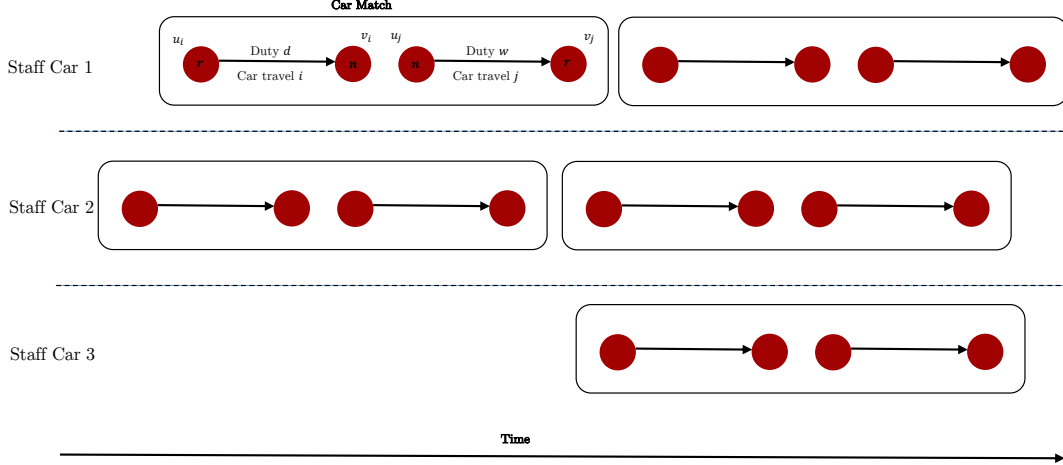 Car Match
u_i v_i u_j v_j
Staff Car 1
r Duty d n n Duty w r
Car travel i Car travel j
Staff Car 2
Staff Car 3
Time